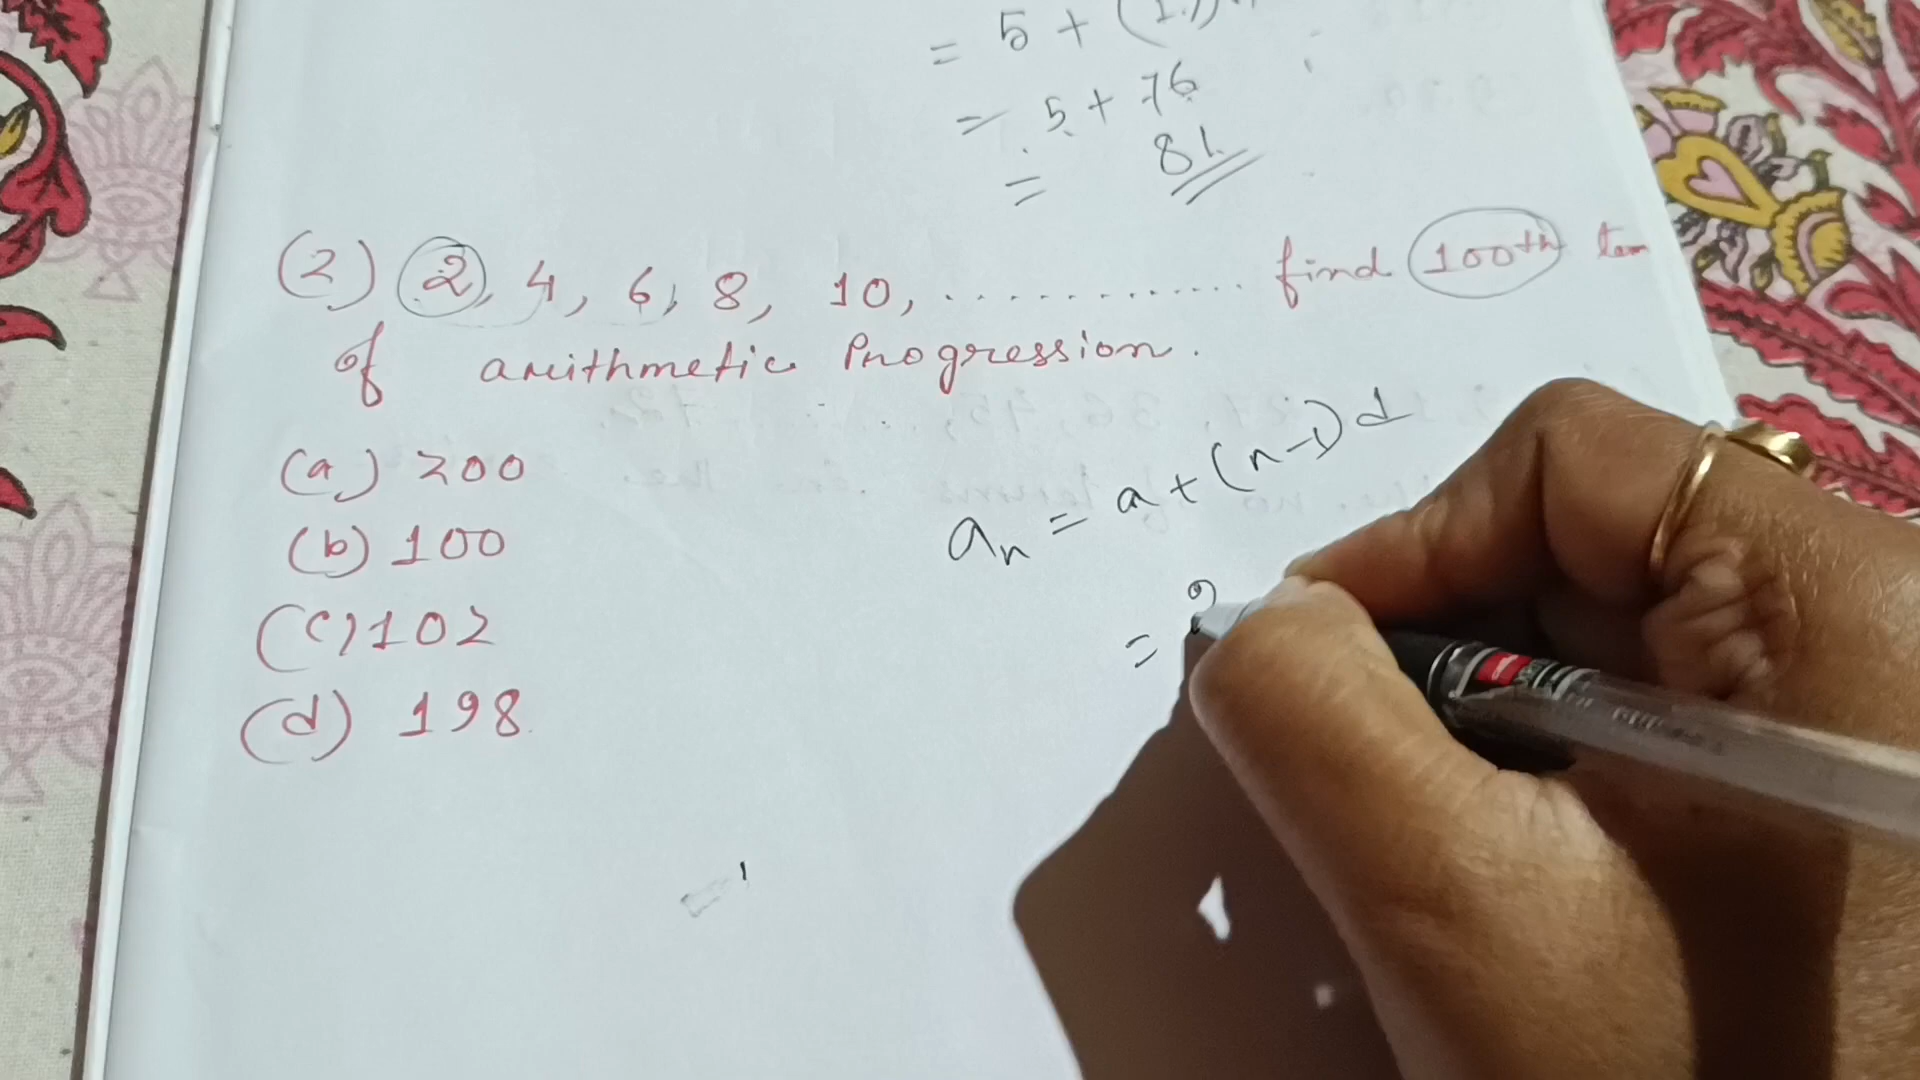 = 5 + (
= 5 + 76
= 81
(2) 2, 4, 6, 8, 10, ............. find 100th term
of arithmetic Progression.
(a) 200
(b) 100
(c) 102
(d) 198
an = a + (n-1) d
= 2